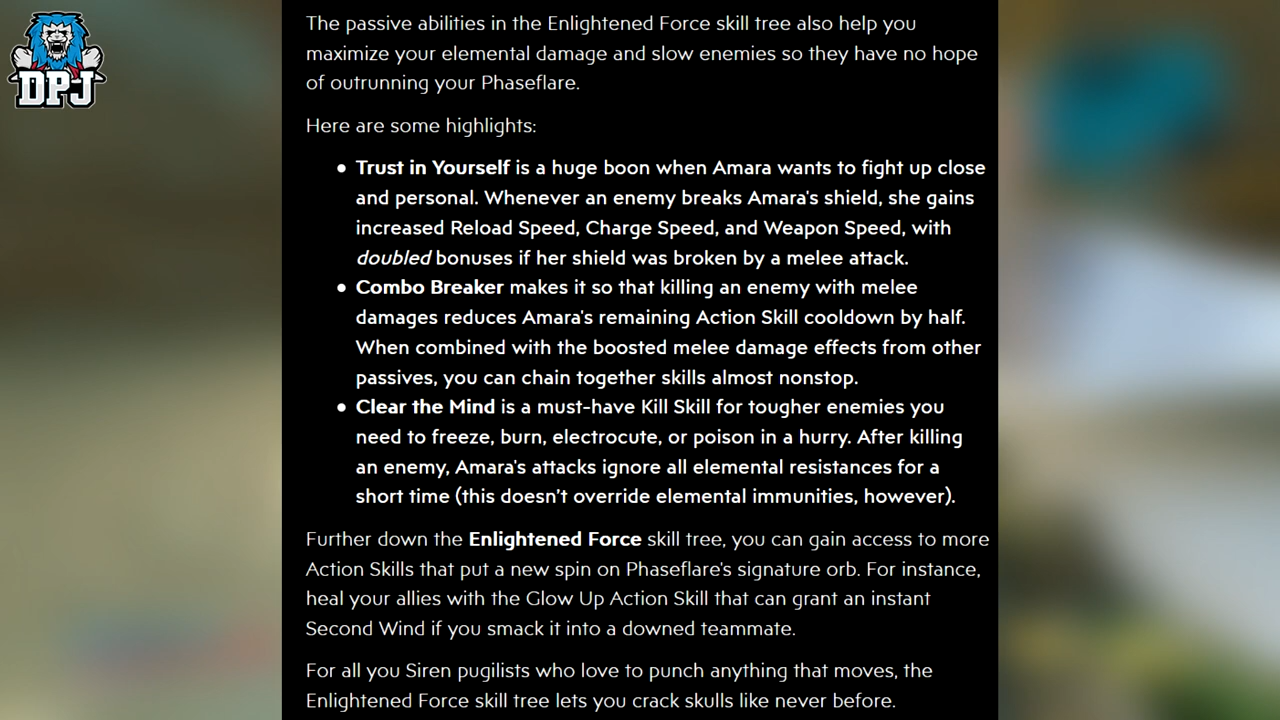 DPJ
The passive abilities in the Enlightened Force skill tree also help you
maximize your elemental damage and slow enemies so they have no hope
of outrunning your Phaseflare.
Here are some highlights:
• Trust in Yourself is a huge boon when Amara wants to fight up close
and personal. Whenever an enemy breaks Amara's shield, she gains
increased Reload Speed, Charge Speed, and Weapon Speed, with
doubled bonuses if her shield was broken by a melee attack.
• Combo Breaker makes it so that killing an enemy with melee
damages reduces Amara's remaining Action Skill cooldown by half.
When combined with the boosted melee damage effects from other
passives, you can chain together skills almost nonstop.
• Clear the Mind is a must-have Kill Skill for tougher enemies you
need to freeze, burn, electrocute, or poison in a hurry. After killing
an enemy, Amara's attacks ignore all elemental resistances for a
short time (this doesn't override elemental immunities, however).
Further down the Enlightened Force skill tree, you can gain access to more
Action Skills that put a new spin on Phaseflare's signature orb. For instance,
heal your allies with the Glow Up Action Skill that can grant an instant
Second Wind if you smack it into a downed teammate.
For all you Siren pugilists who love to punch anything that moves, the
Enlightened Force skill tree lets you crack skulls like never before.